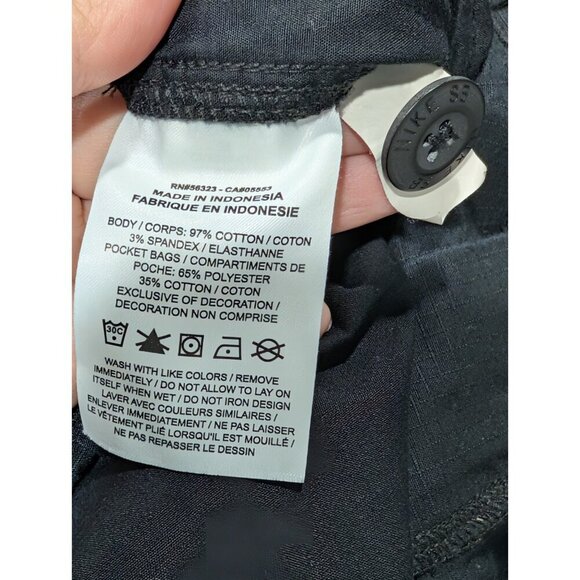 RN#56323 - CA#05553
MADE IN INDONESIA
FABRIQUE EN INDONESIE
BODY / CORPS: 97% COTTON / COTON
3% SPANDEX / ELASTHANNE
POCKET BAGS / COMPARTIMENTS DE
POCHE: 65% POLYESTER
35% COTTON / COTON
EXCLUSIVE OF DECORATION /
DECORATION NON COMPRISE
30C
WASH WITH LIKE COLORS / REMOVE
IMMEDIATELY / DO NOT ALLOW TO LAY ON
ITSELF WHEN WET / DO NOT IRON DESIGN
LAVER AVEC COULEURS SIMILAIRES /
ENLEVER IMMEDIATEMENT / NE PAS LAISSER
LE VÊTEMENT PLIÉ LORSQU'IL EST MOUILLÉ /
NE PAS REPASSER LE DESSIN
NIKE SB